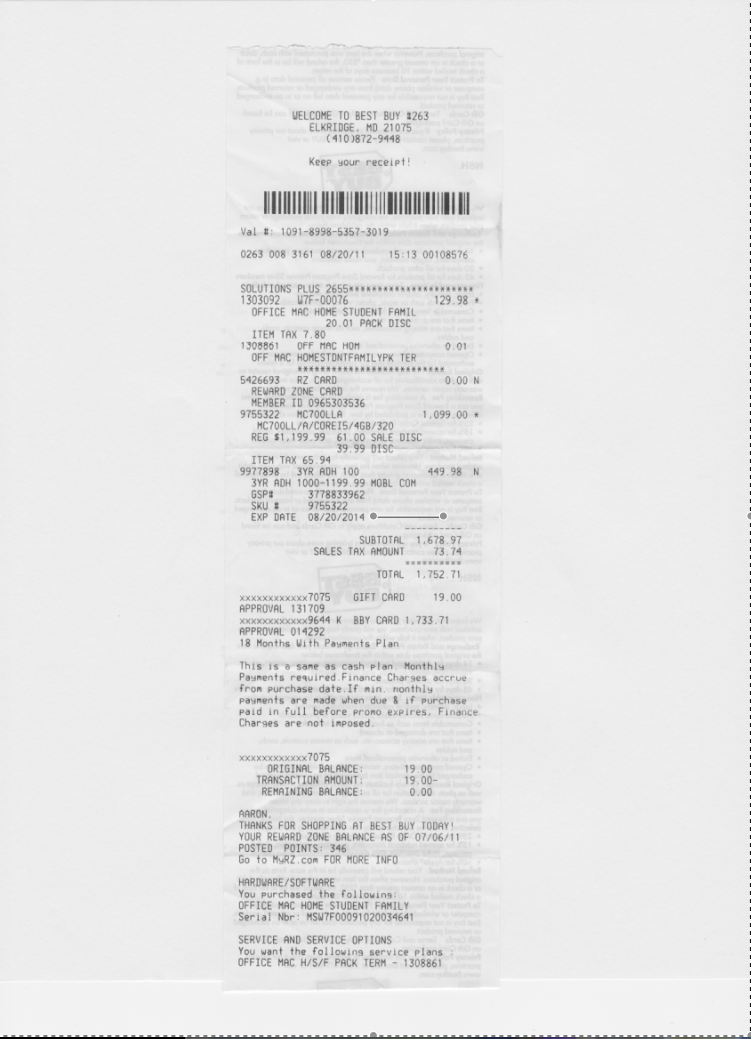 WELCOME TO BEST BUY #263
ELKRIDGE, MD 21075
(410)872-9448
Keep your receipt!
Val #: 1091-8998-5357-3019
0263 008 3161 08/20/11 15:13 00108576
SOLUTIONS PLUS 2655**********************
1303092 W7F-00076 129.98 *
OFFICE MAC HOME STUDENT FAMIL
20.01 PACK DISC
ITEM TAX 7.80
1308861 OFF MAC HOM 0.01
OFF MAC HOMESTDNTFAMILYPK TER
**************************
5426693 RZ CARD 0.00 N
REWARD ZONE CARD
MEMBER ID 0965303536
9755322 MC700LLA 1,099.00 *
MC700LL/A/COREI5/4GB/320
REG $1,199.99 61.00 SALE DISC
39.99 DISC
ITEM TAX 65.94
9977898 3YR ADH 100 449.98 N
3YR ADH 1000-1199.99 MOBL COM
GSP# 3778833962
SKU # 9755322
EXP DATE 08/20/2014
----------
SUBTOTAL 1,678.97
SALES TAX AMOUNT 73.74
==========
TOTAL 1,752.71
xxxxxxxxxxxx7075 GIFT CARD 19.00
APPROVAL 131709
xxxxxxxxxxxx9644 K BBY CARD 1,733.71
APPROVAL 014292
18 Months With Payments Plan
This is a same as cash plan. Monthly
Payments required.Finance Charges accrue
from purchase date.If min. monthly
payments are made when due & if purchase
paid in full before promo expires, Finance
Charges are not imposed.
xxxxxxxxxxxx7075
ORIGINAL BALANCE: 19.00
TRANSACTION AMOUNT: 19.00-
REMAINING BALANCE: 0.00
AARON,
THANKS FOR SHOPPING AT BEST BUY TODAY!
YOUR REWARD ZONE BALANCE AS OF 07/06/11
POSTED POINTS: 346
Go to MyRZ.com FOR MORE INFO
HARDWARE/SOFTWARE
You purchased the following:
OFFICE MAC HOME STUDENT FAMILY
Serial Nbr: MSW7F00091020034641
SERVICE AND SERVICE OPTIONS
You want the following service plans :
OFFICE MAC H/S/F PACK TERM - 1308861